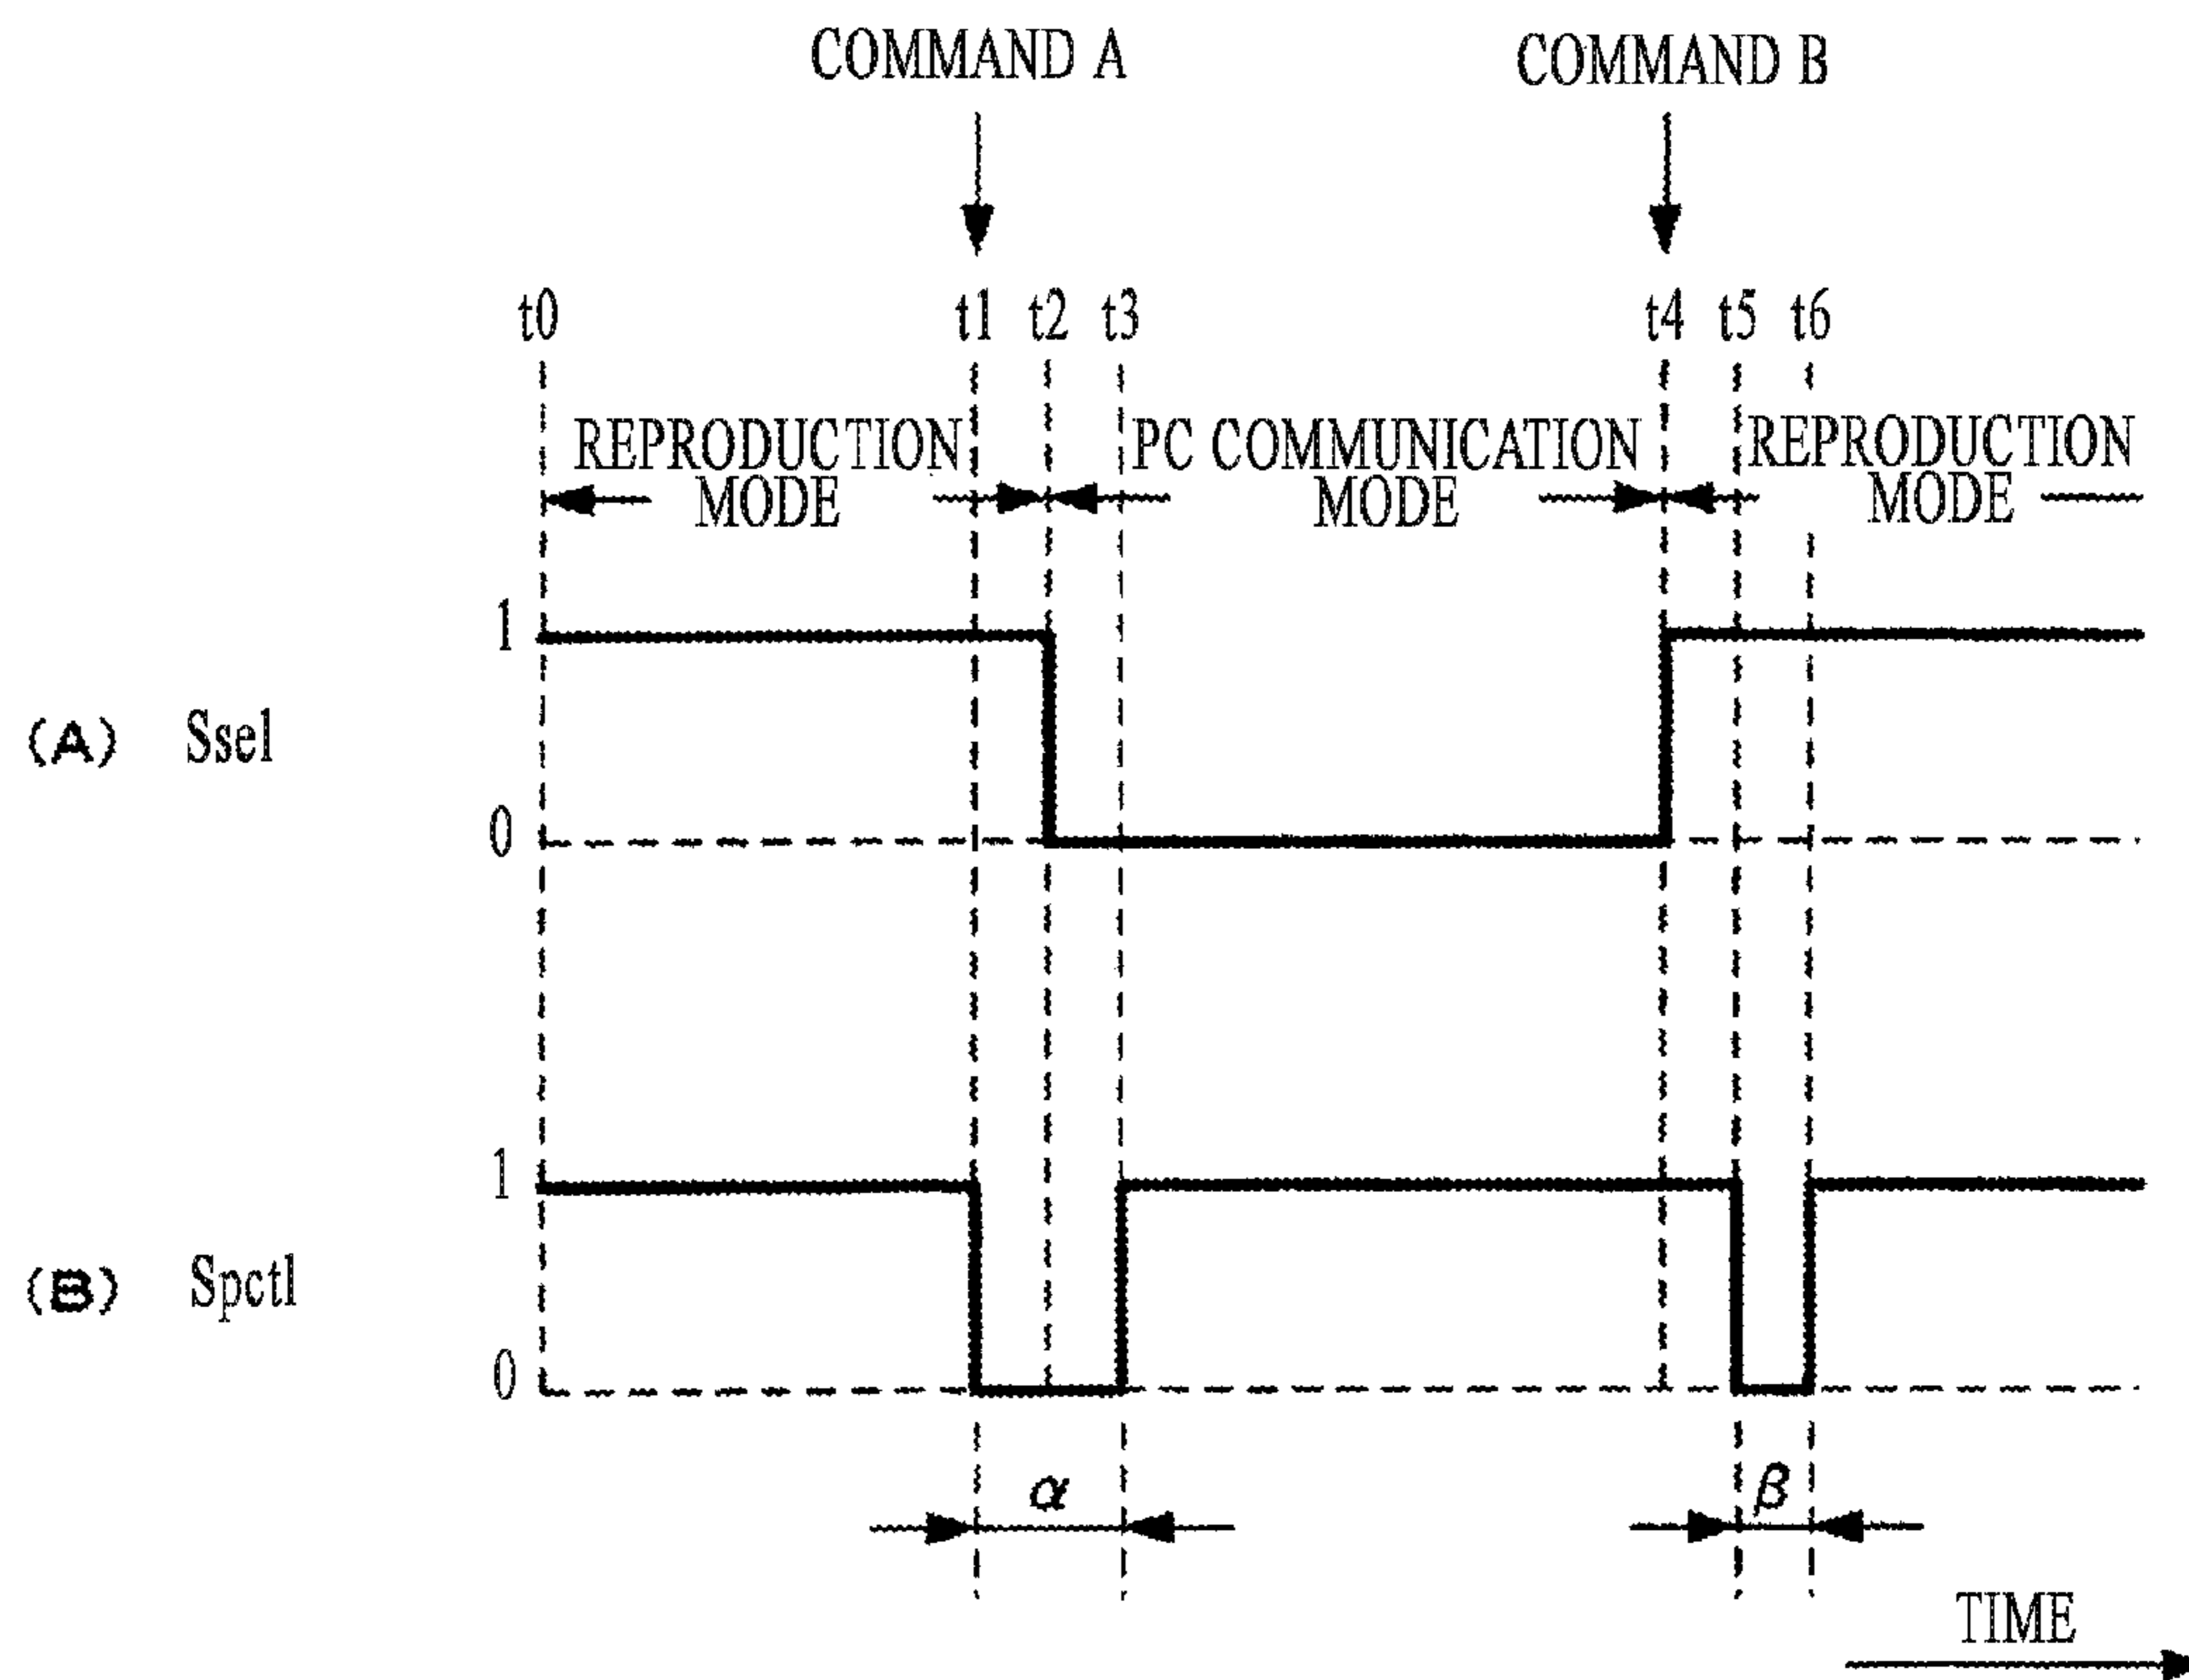 COMMAND A
COMMAND B
t0 t1 t2 t3 t4 t5 t6
REPRODUCTION
MODE
PC COMMUNICATION
MODE
REPRODUCTION
MODE
1
(A) Ssel
0
1
(B) Spctl
0
α
β
TIME